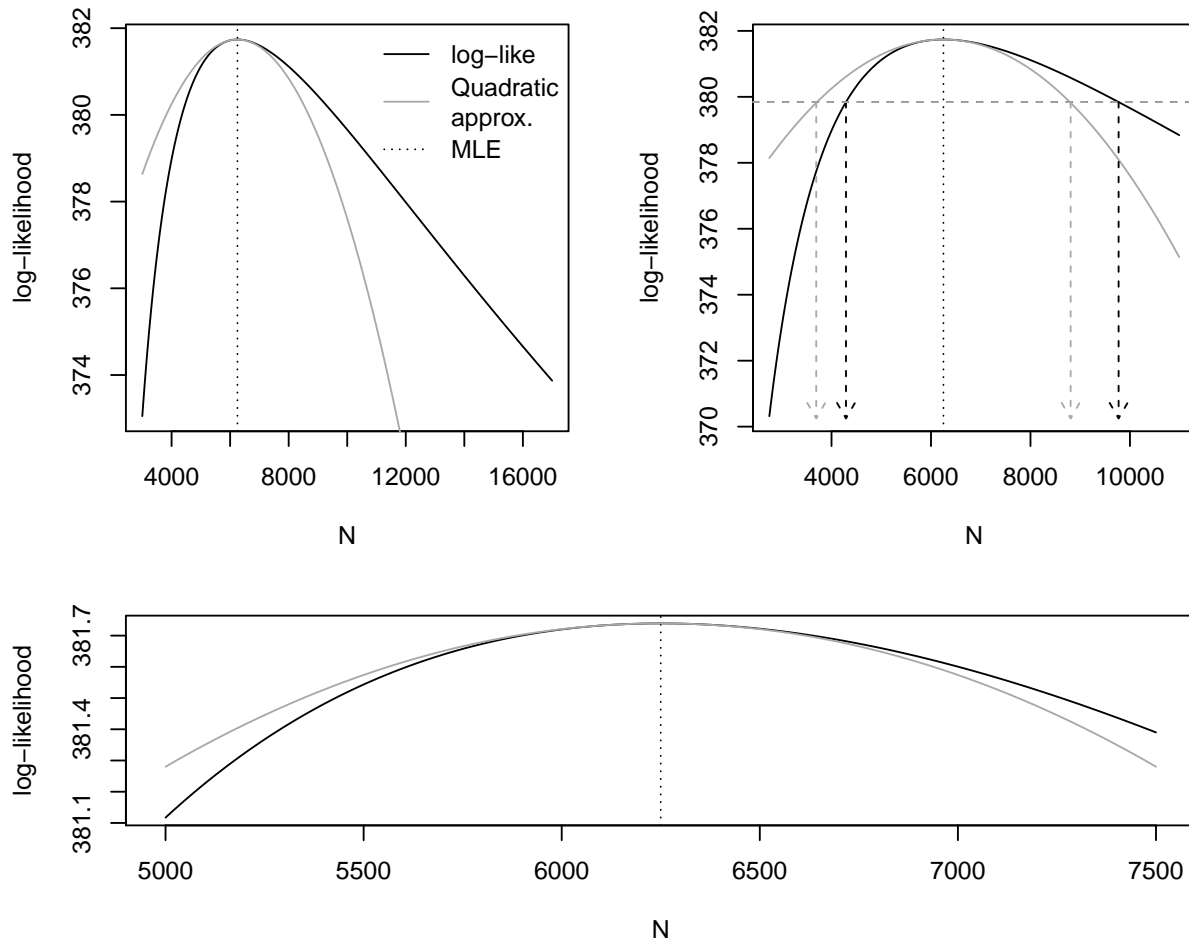 382
380
378
376
374
log−likelihood
log−like
Quadratic
approx.
MLE
4000
8000
12000
16000
N
382
380
378
376
374
372
370
log−likelihood
4000
6000
8000
10000
N
381.7
381.4
381.1
log−likelihood
5000
5500
6000
6500
7000
7500
N